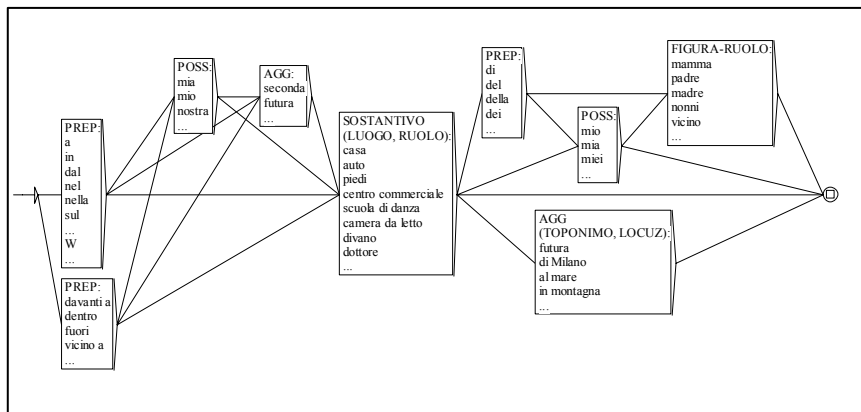 PREP:
a
in
dal
nel
nella
sul
...
W
...
PREP:
davanti a
dentro
fuori
vicino a
...
POSS:
mia
mio
nostra
...
AGG:
seconda
futura
...
SOSTANTIVO
(LUOGO, RUOLO):
casa
auto
piedi
centro commerciale
scuola di danza
camera da letto
divano
dottore
...
PREP:
di
del
della
dei
...
POSS:
mio
mia
miei
...
FIGURA-RUOLO:
mamma
padre
madre
nonni
vicino
...
AGG
(TOPONIMO, LOCUZ):
futura
di Milano
al mare
in montagna
...